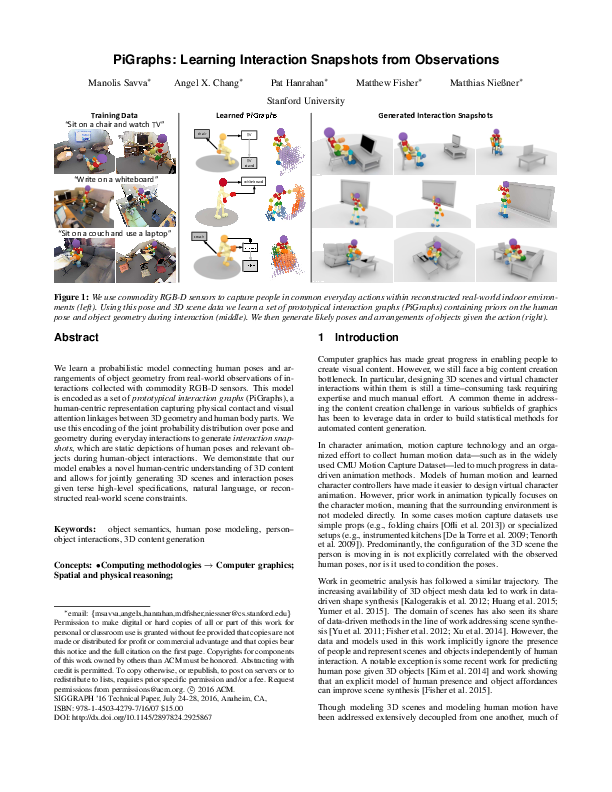 PiGraphs: Learning Interaction Snapshots from Observations
Manolis Savva* Angel X. Chang* Pat Hanrahan* Matthew Fisher* Matthias Nießner*
Stanford University
Training Data
Learned PiGraphs
Generated Interaction Snapshots
“Sit on a chair and watch TV”
“Write on a whiteboard”
“Sit on a couch and use a laptop”
chair
TV
TV
stand
whiteboard
couch
Figure 1: We use commodity RGB-D sensors to capture people in common everyday actions within reconstructed real-world indoor environ-
ments (left). Using this pose and 3D scene data we learn a set of prototypical interaction graphs (PiGraphs) containing priors on the human
pose and object geometry during interaction (middle). We then generate likely poses and arrangements of objects given the action (right).
Abstract
We learn a probabilistic model connecting human poses and ar-
rangements of object geometry from real-world observations of in-
teractions collected with commodity RGB-D sensors. This model
is encoded as a set of prototypical interaction graphs (PiGraphs), a
human-centric representation capturing physical contact and visual
attention linkages between 3D geometry and human body parts. We
use this encoding of the joint probability distribution over pose and
geometry during everyday interactions to generate interaction snap-
shots, which are static depictions of human poses and relevant ob-
jects during human-object interactions. We demonstrate that our
model enables a novel human-centric understanding of 3D content
and allows for jointly generating 3D scenes and interaction poses
given terse high-level specifications, natural language, or recon-
structed real-world scene constraints.
Keywords: object semantics, human pose modeling, person–
object interactions, 3D content generation
Concepts: •Computing methodologies → Computer graphics;
Spatial and physical reasoning;
*email: {msavva,angelx,hanrahan,mdfisher,niessner@cs.stanford.edu}
Permission to make digital or hard copies of all or part of this work for
personal or classroom use is granted without fee provided that copies are not
made or distributed for profit or commercial advantage and that copies bear
this notice and the full citation on the first page. Copyrights for components
of this work owned by others than ACM must be honored. Abstracting with
credit is permitted. To copy otherwise, or republish, to post on servers or to
redistribute to lists, requires prior specific permission and/or a fee. Request
permissions from permissions@acm.org. © 2016 ACM.
SIGGRAPH '16 Technical Paper, July 24-28, 2016, Anaheim, CA,
ISBN: 978-1-4503-4279-7/16/07 $15.00
DOI: http://dx.doi.org/10.1145/2897824.2925867
1 Introduction
Computer graphics has made great progress in enabling people to
create visual content. However, we still face a big content creation
bottleneck. In particular, designing 3D scenes and virtual character
interactions within them is still a time–consuming task requiring
expertise and much manual effort. A common theme in address-
ing the content creation challenge in various subfields of graphics
has been to leverage data in order to build statistical methods for
automated content generation.
In character animation, motion capture technology and an orga-
nized effort to collect human motion data—such as in the widely
used CMU Motion Capture Dataset—led to much progress in data-
driven animation methods. Models of human motion and learned
character controllers have made it easier to design virtual character
animation. However, prior work in animation typically focuses on
the character motion, meaning that the surrounding environment is
not modeled directly. In some cases motion capture datasets use
simple props (e.g., folding chairs [Ofli et al. 2013]) or specialized
setups (e.g., instrumented kitchens [De la Torre et al. 2009; Tenorth
et al. 2009]). Predominantly, the configuration of the 3D scene the
person is moving in is not explicitly correlated with the observed
human poses, nor is it used to condition the poses.
Work in geometric analysis has followed a similar trajectory. The
increasing availability of 3D object mesh data led to work in data-
driven shape synthesis [Kalogerakis et al. 2012; Huang et al. 2015;
Yumer et al. 2015]. The domain of scenes has also seen its share
of data-driven methods in the line of work addressing scene synthe-
sis [Yu et al. 2011; Fisher et al. 2012; Xu et al. 2014]. However, the
data and models used in this work implicitly ignore the presence
of people and represent scenes and objects independently of human
interaction. A notable exception is some recent work for predicting
human pose given 3D objects [Kim et al. 2014] and work showing
that an explicit model of human presence and object affordances
can improve scene synthesis [Fisher et al. 2015].
Though modeling 3D scenes and modeling human motion have
been addressed extensively decoupled from one another, much of